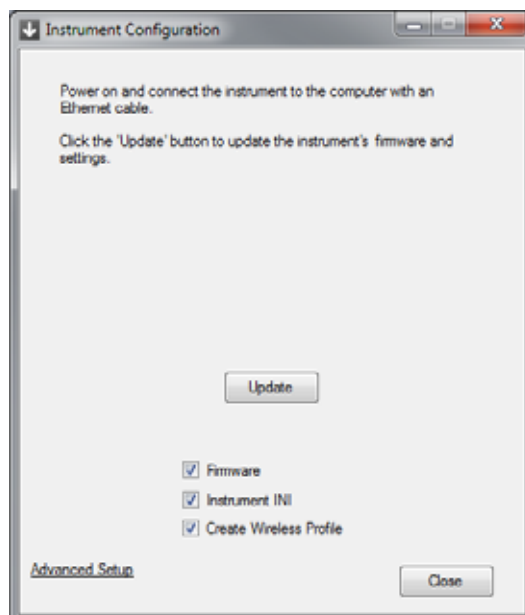 Instrument Configuration
Power on and connect the instrument to the computer with an
Ethernet cable.
Click the 'Update' button to update the instrument's firmware and
settings.
Update
Firmware
Instrument INI
Create Wireless Profile
Advanced Setup
Close